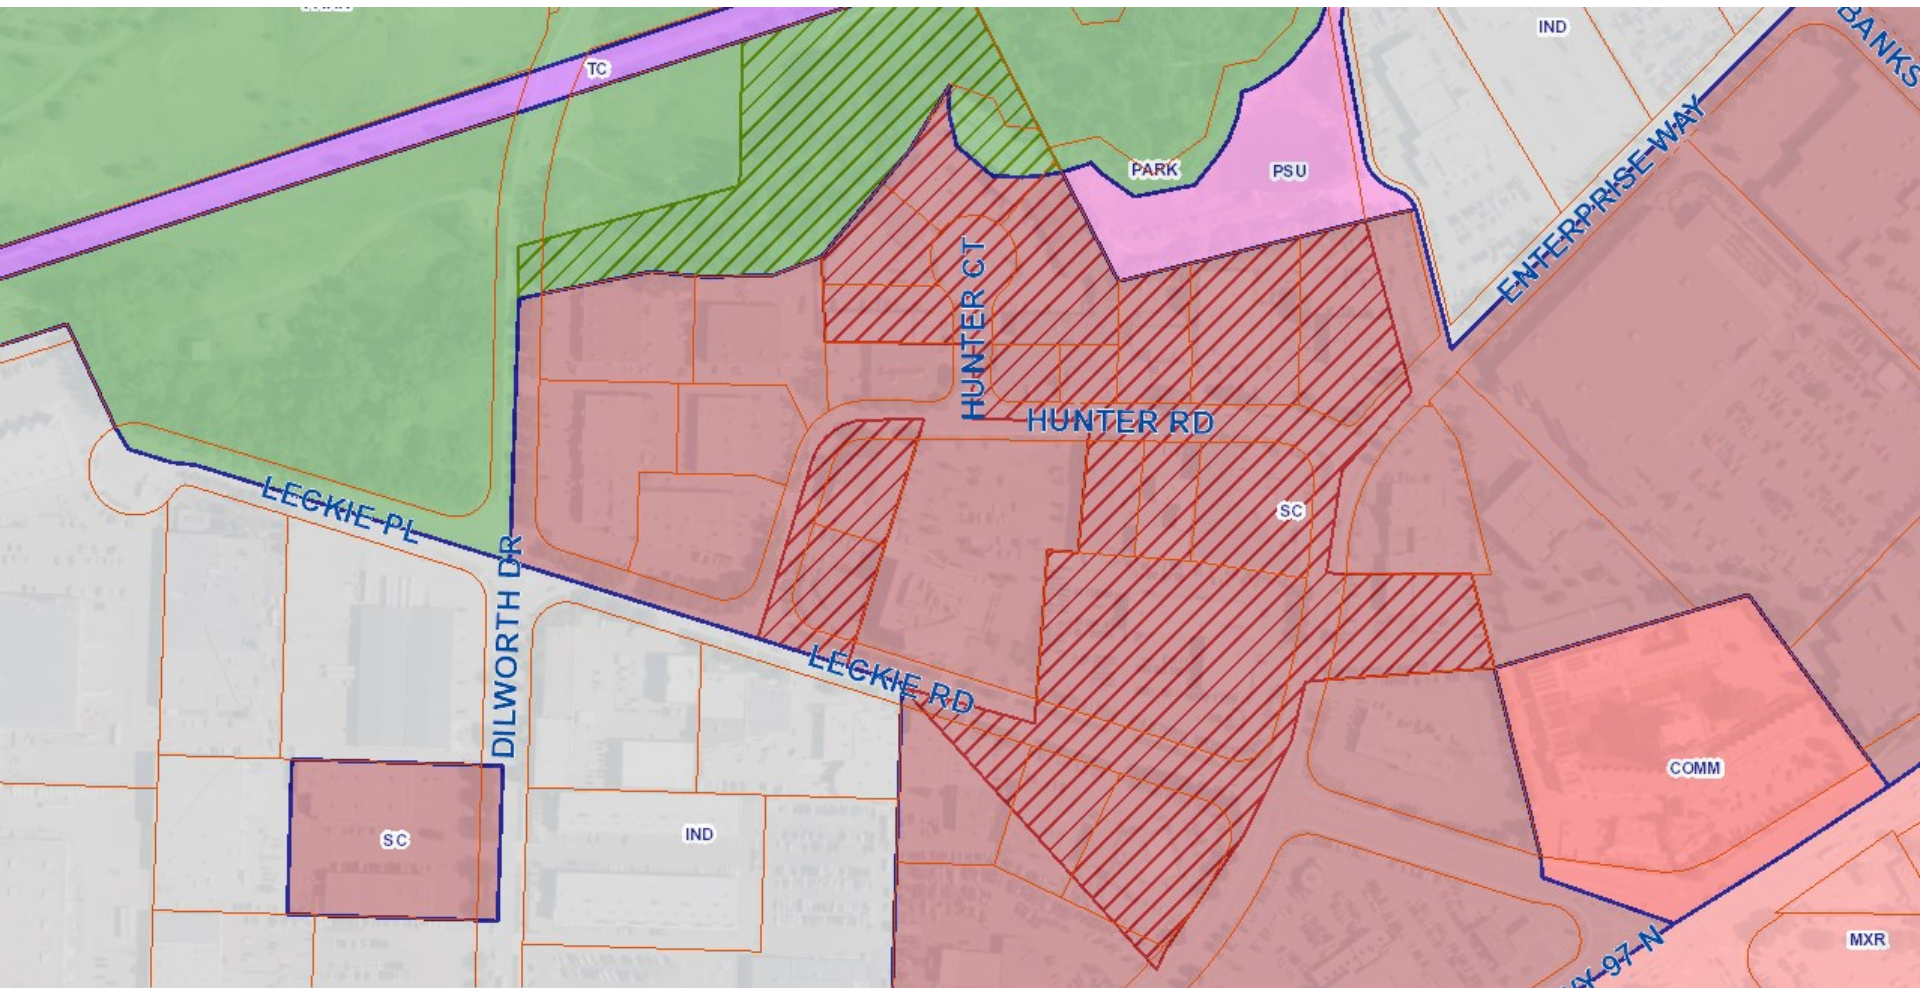 IND
BANKS
TC
PARK
PSU
ENTERPRISE WAY
HUNTER CT
HUNTER RD
LECKIE PL
SC
DILWORTH DR
LECKIE RD
COMM
SC
IND
MXR
97 N